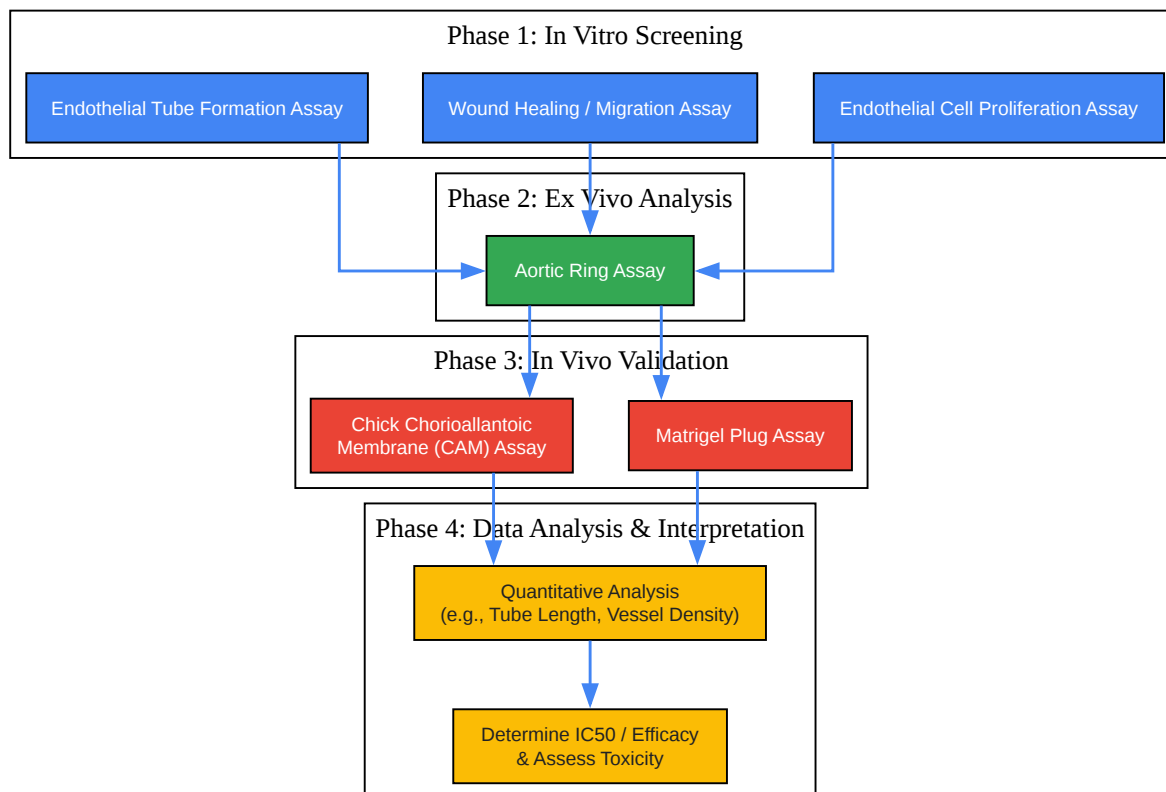 Phase 1: In Vitro Screening
Endothelial Tube Formation Assay
Wound Healing / Migration Assay
Endothelial Cell Proliferation Assay
Phase 2: Ex Vivo Analysis
Aortic Ring Assay
Phase 3: In Vivo Validation
Chick Chorioallantoic
Membrane (CAM) Assay
Matrigel Plug Assay
Phase 4: Data Analysis & Interpretation
Quantitative Analysis
(e.g., Tube Length, Vessel Density)
Determine IC50 / Efficacy
& Assess Toxicity